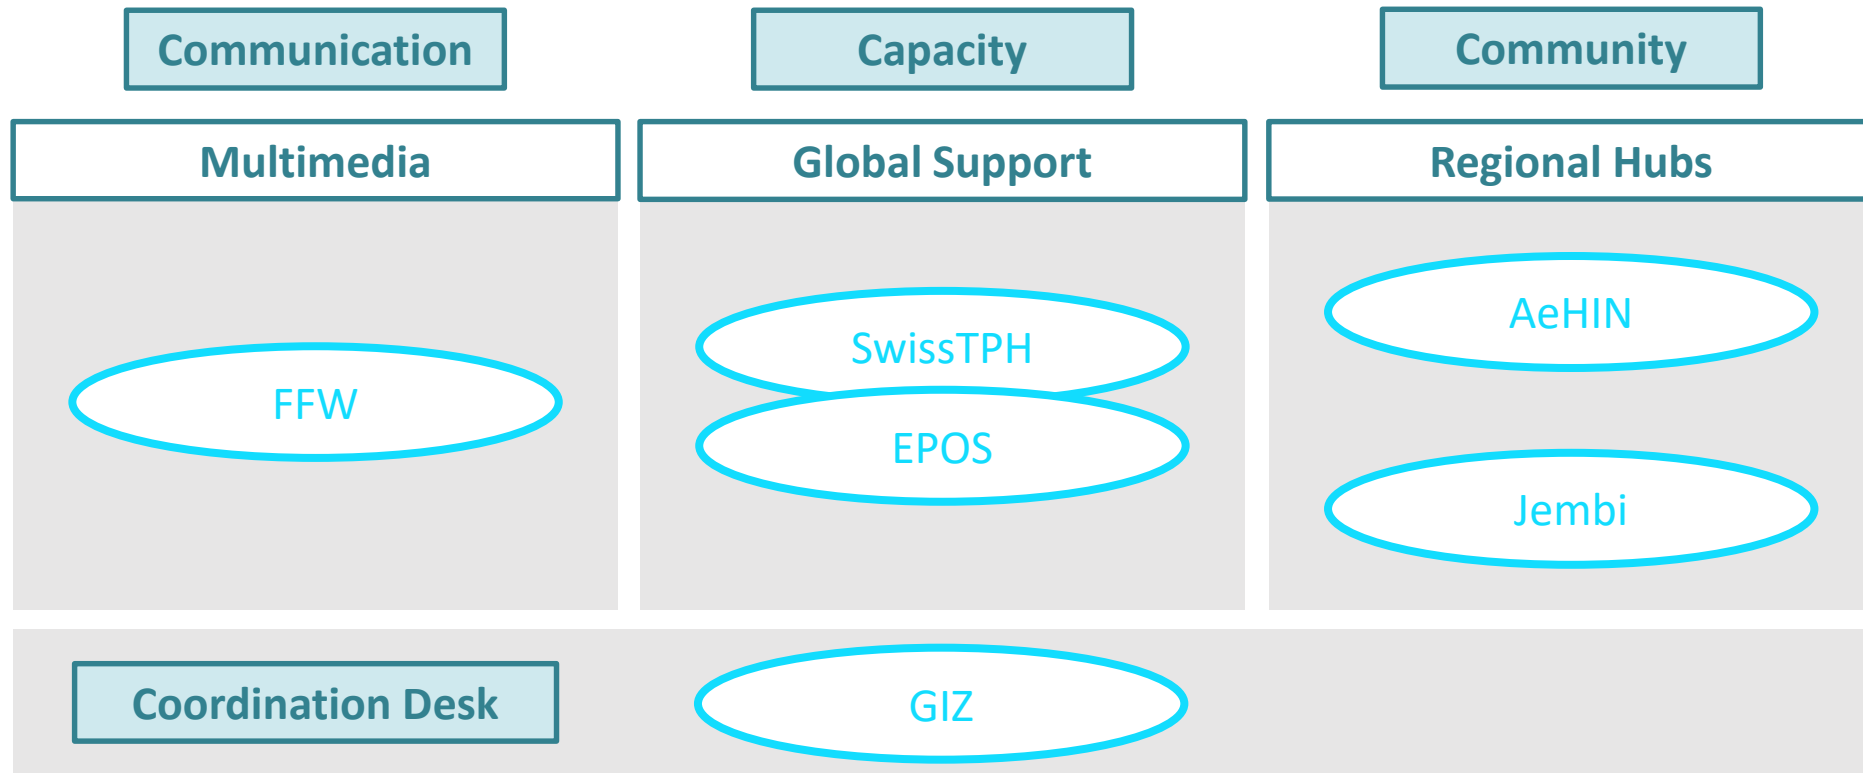 Communication
Capacity
Community
Multimedia
Global Support
Regional Hubs
FFW
SwissTPH
EPOS
AeHIN
Jembi
Coordination Desk
GIZ